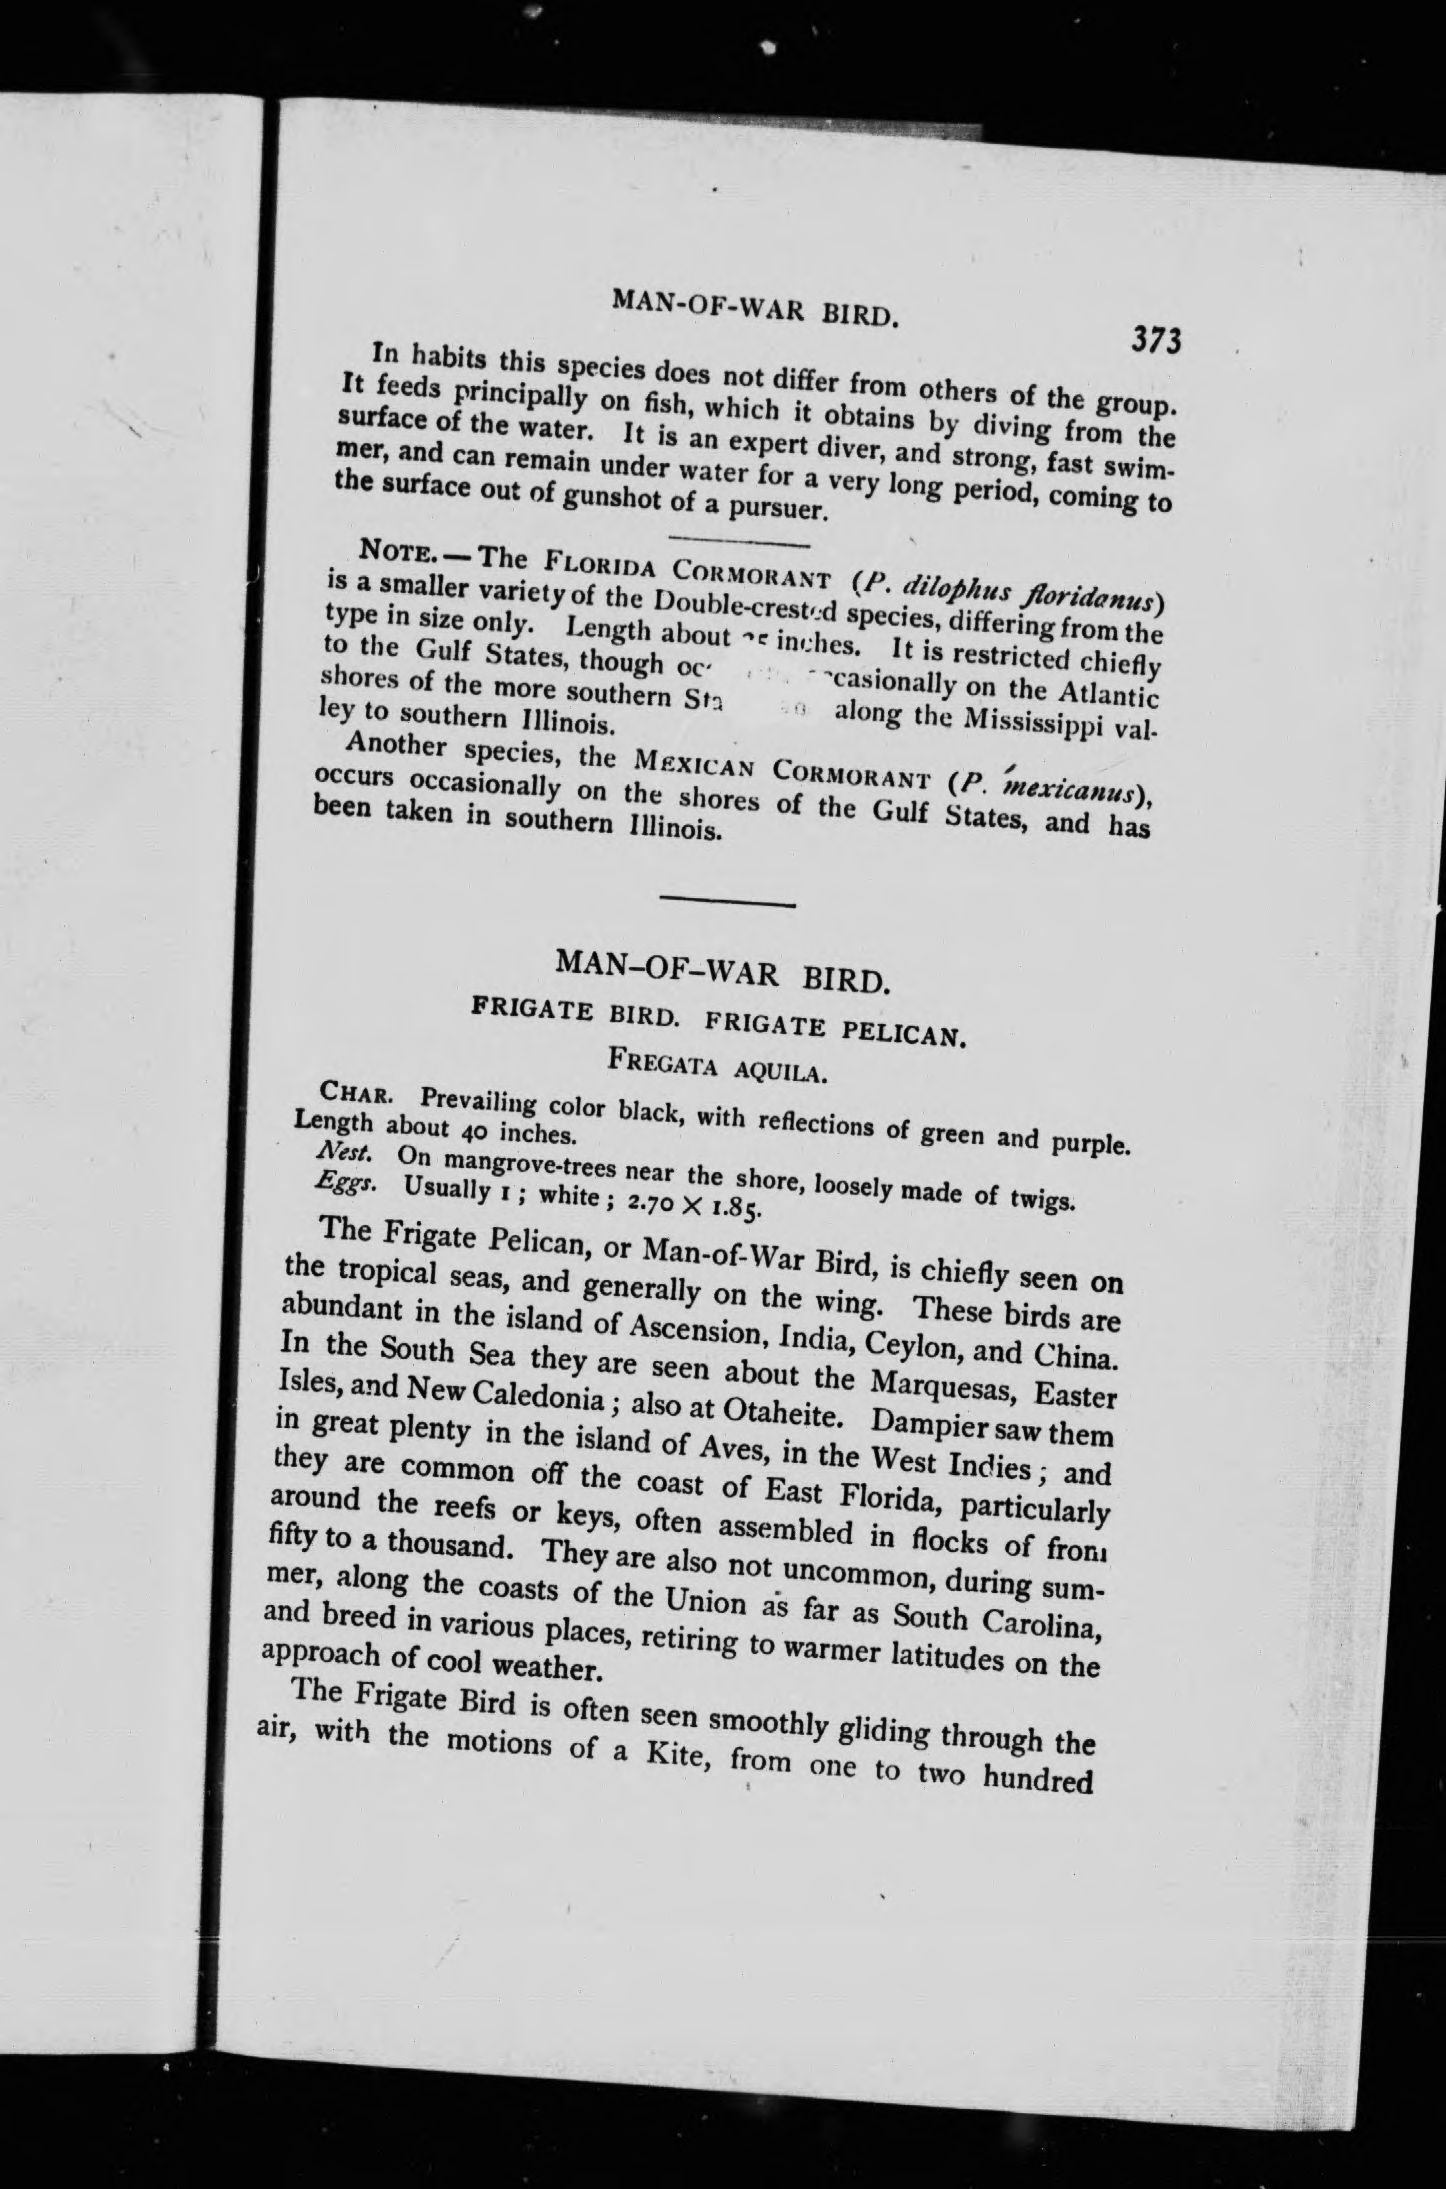 MAN-OF-WAR BIRD.
373
In habits this species does not differ from others of the group.
It feeds principally on fish, which it obtains by diving from the
surface of the water. It is an expert diver, and strong, fast swim-
mer, and can remain under water for a very long period, coming to
the surface out of gunshot of a pursuer.
NOTE. — The FLORIDA CORMORANT (P. dilophus floridanus)
is a smaller variety of the Double-crested species, differing from the
type in size only. Length about inches. It is restricted chiefly
to the Gulf States, though on the Atlantic
shores of the more southern along the Mississippi val-
ley to southern Illinois.
Another species, the MEXICAN CORMORANT (P. mexicanus),
occurs occasionally on the shores of the Gulf States, and has
been taken in southern Illinois.
MAN-OF-WAR BIRD.
FRIGATE BIRD. FRIGATE PELICAN.
FREGATA AQUILA.
CHAR. Prevailing color black, with reflections of green and purple.
Length about 40 inches.
Nest. On mangrove-trees near the shore, loosely made of twigs.
Eggs. Usually 1; white; 2.70 × 1.85.
The Frigate Pelican, or Man-of-War Bird, is chiefly seen on
the tropical seas, and generally on the wing. These birds are
abundant in the island of Ascension, India, Ceylon, and China.
In the South Sea they are seen about the Marquesas, Easter
Isles, and New Caledonia; also at Otaheite. Dampier saw them
in great plenty in the island of Aves, in the West Indies; and
they are common off the coast of East Florida, particularly
around the reefs or keys, often assembled in flocks of from
fifty to a thousand. They are also not uncommon, during sum-
mer, along the coasts of the Union as far as South Carolina,
and breed in various places, retiring to warmer latitudes on the
approach of cool weather.
The Frigate Bird is often seen smoothly gliding through the
air, with the motions of a Kite, from one to two hundred